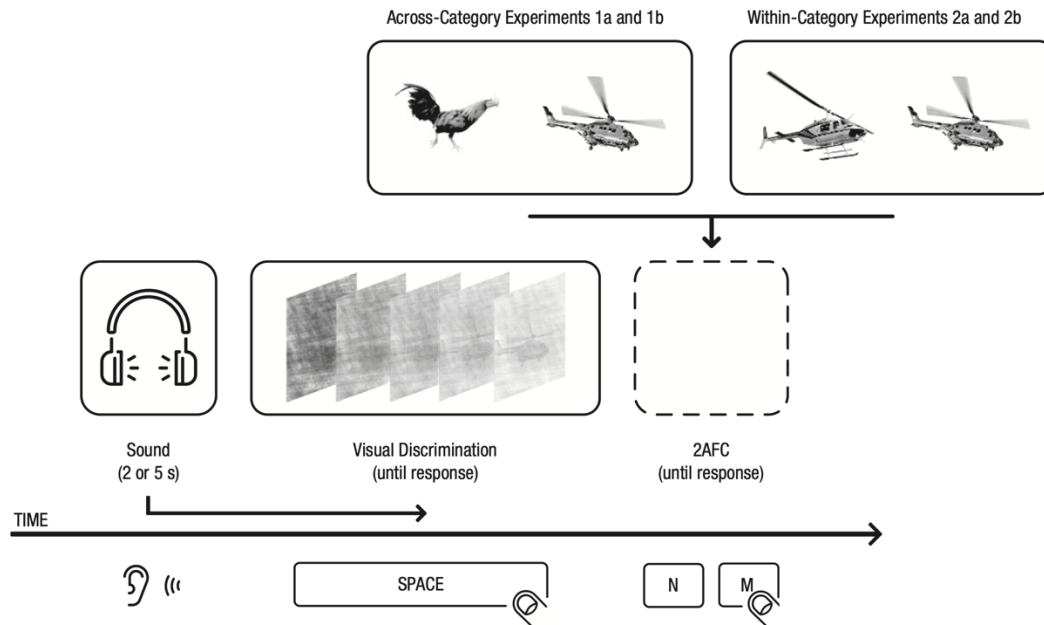 Across-Category Experiments 1a and 1b
Within-Category Experiments 2a and 2b
Sound
(2 or 5 s)
Visual Discrimination
(until response)
2AFC
(until response)
TIME
SPACE
N
M